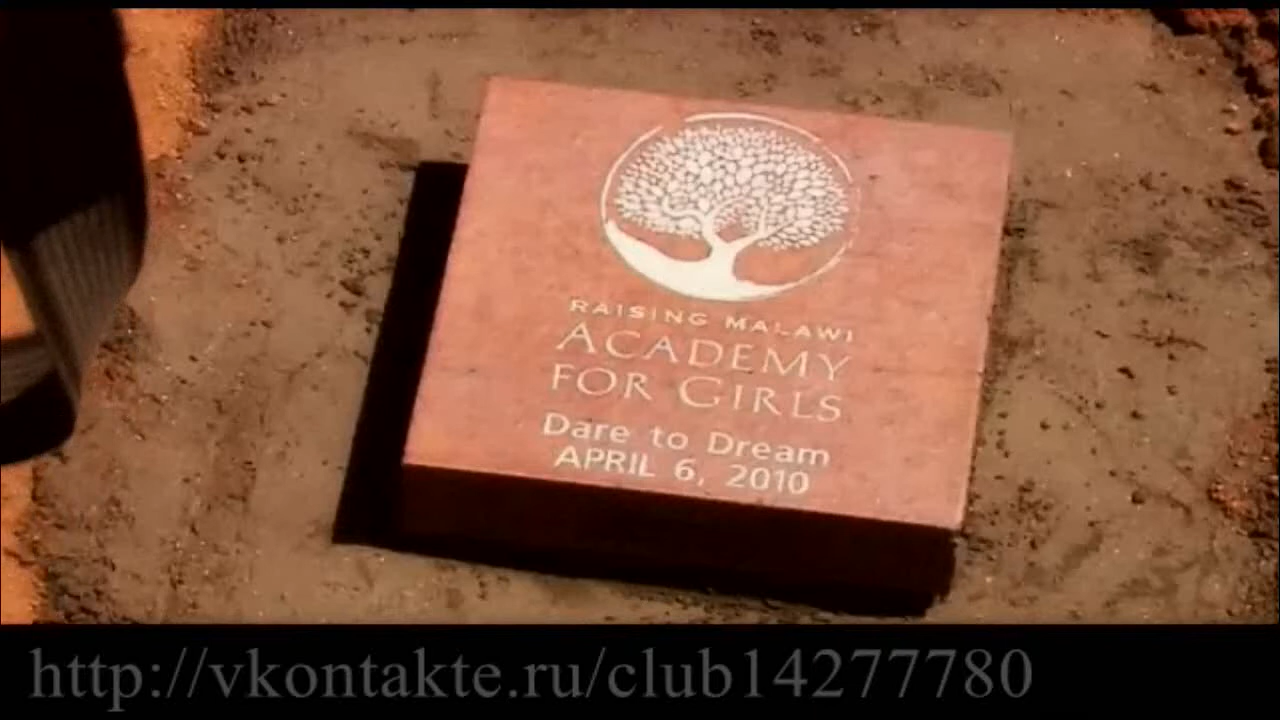 RAISING MALAWI
ACADEMY
FOR GIRLS
Dare to Dream
APRIL 6, 2010
http://vkontakte.ru/club14277780